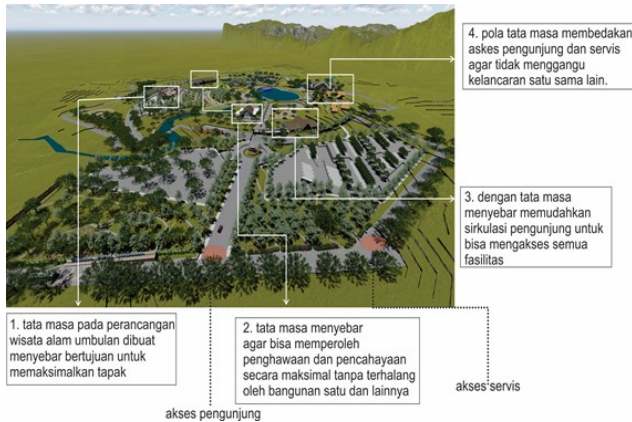 4. pola tata masa membedakan
askes pengunjung dan servis
agar tidak menggangu
kelancaran satu sama lain.
3. dengan tata masa
menyebar memudahkan
sirkulasi pengunjung untuk
bisa mengakses semua
fasilitas
1. tata masa pada perancangan
wisata alam umbulan dibuat
menyebar bertujuan untuk
memaksimalkan tapak
2. tata masa menyebar
agar bisa memperoleh
penghawaan dan pencahayaan
secara maksimal tanpa terhalang
oleh bangunan satu dan lainnya
akses servis
akses pengunjung